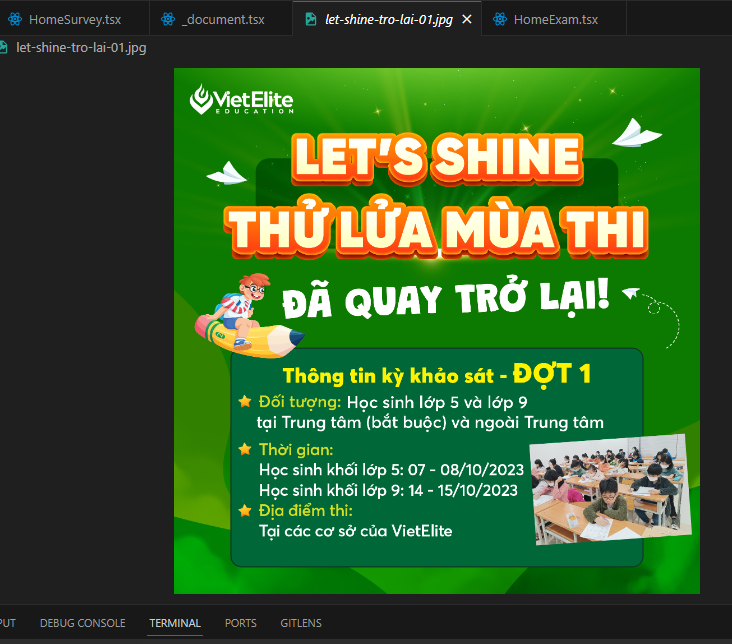 HomeSurvey.tsx
_document.tsx
let-shine-tro-lai-01.jpg
HomeExam.tsx
let-shine-tro-lai-01.jpg
VietElite
EDUCATION
LET'S SHINE
THỬ LỬA MÙA THI
ĐÃ QUAY TRỞ LẠI!
Thông tin kỳ khảo sát - ĐỢT 1
Đối tượng: Học sinh lớp 5 và lớp 9
tại Trung tâm (bắt buộc) và ngoài Trung tâm
Thời gian:
Học sinh khối lớp 5: 07 - 08/10/2023
Học sinh khối lớp 9: 14 - 15/10/2023
Địa điểm thi:
Tại các cơ sở của VietElite
PUT DEBUG CONSOLE TERMINAL PORTS GITLENS